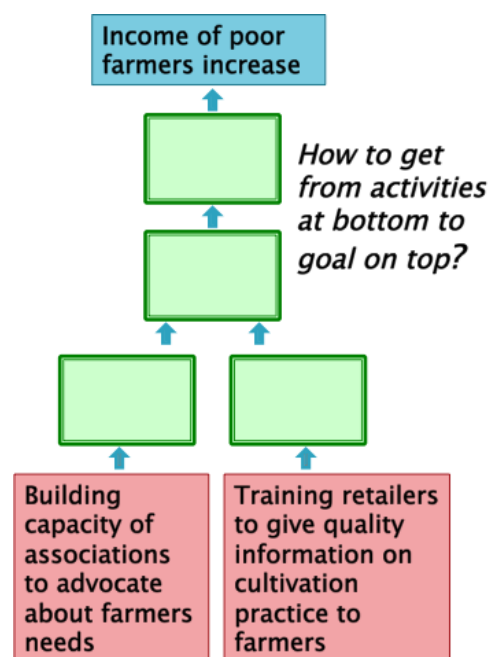 Income of poor
farmers increase
How to get
from activities
at bottom to
goal on top?
Building
capacity of
associations
to advocate
about farmers
needs
Training retailers
to give quality
information on
cultivation
practice to
farmers